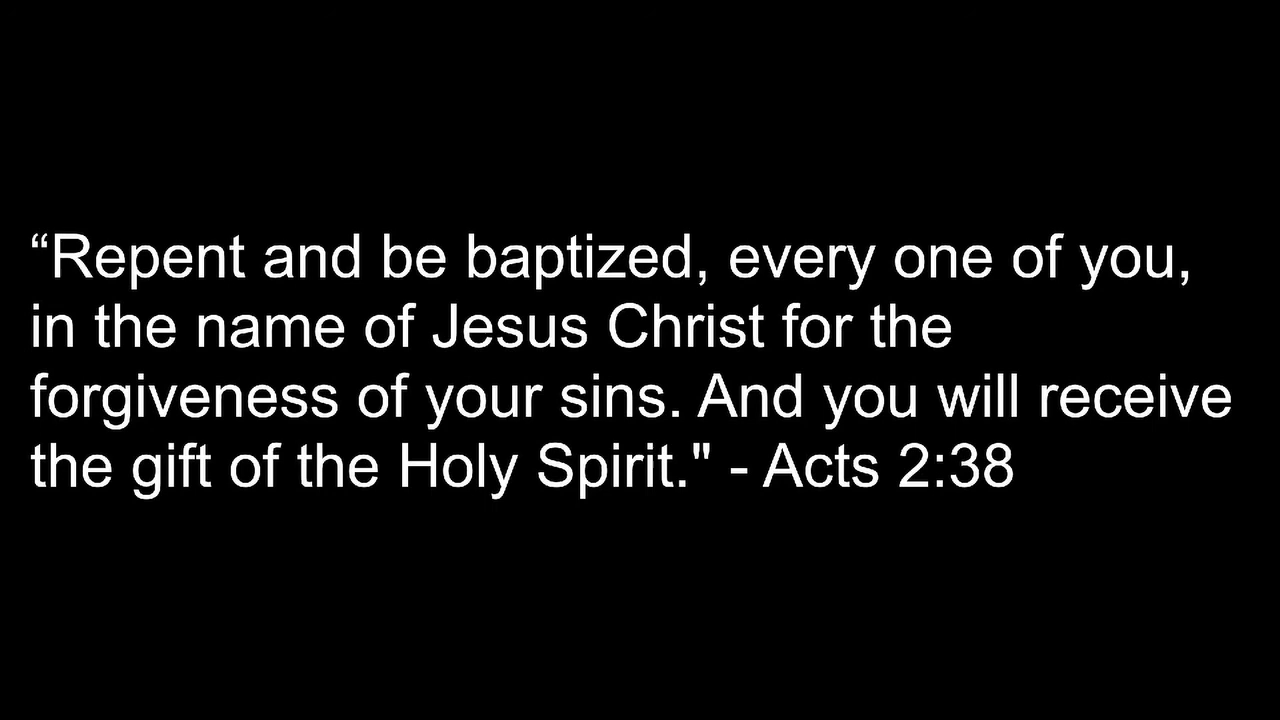 “Repent and be baptized, every one of you,
in the name of Jesus Christ for the
forgiveness of your sins. And you will receive
the gift of the Holy Spirit." - Acts 2:38